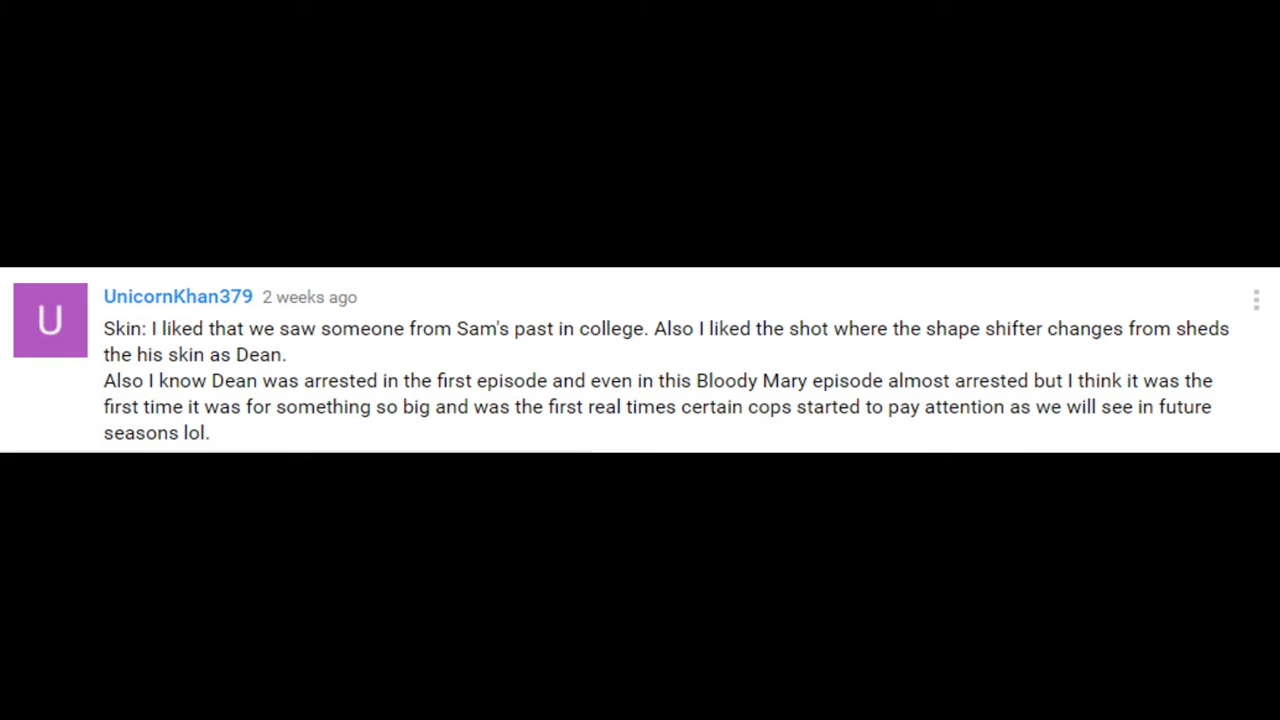 U
UnicornKhan379 2 weeks ago
Skin: I liked that we saw someone from Sam's past in college. Also I liked the shot where the shape shifter changes from sheds
the his skin as Dean.
Also I know Dean was arrested in the first episode and even in this Bloody Mary episode almost arrested but I think it was the
first time it was for something so big and was the first real times certain cops started to pay attention as we will see in future
seasons lol.